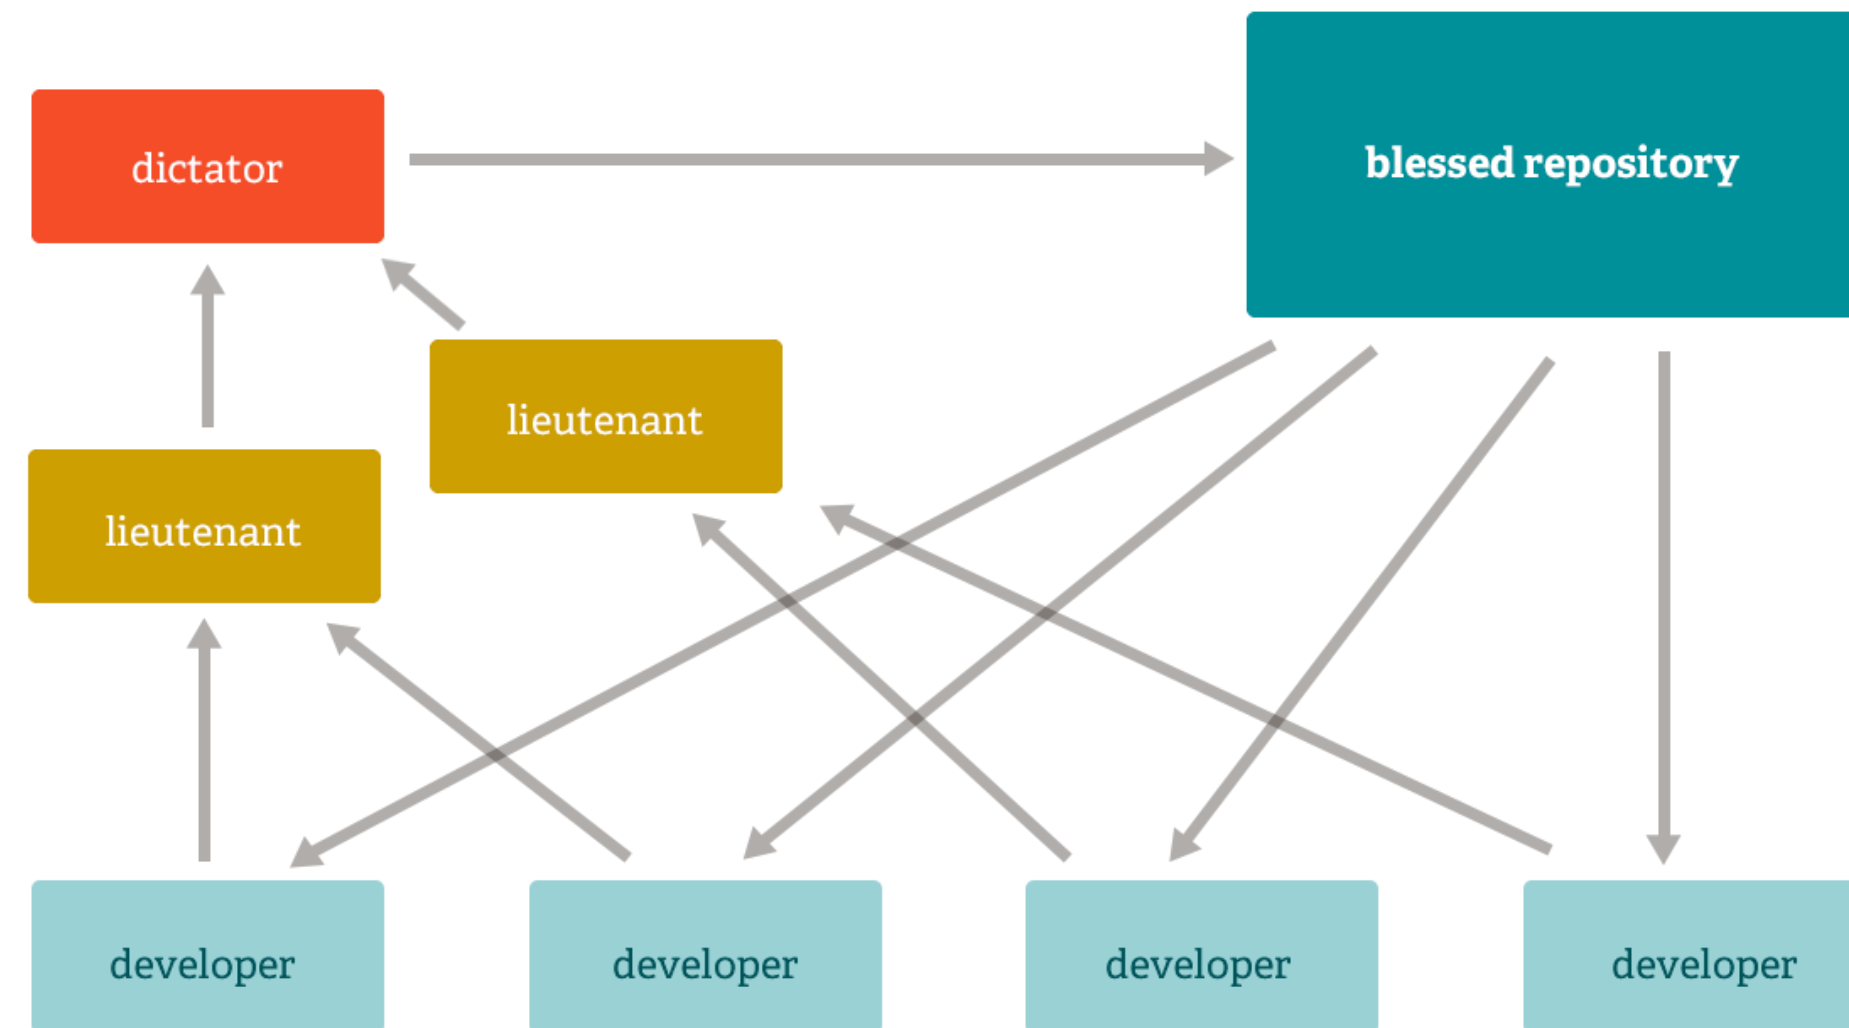 dictator
blessed repository
lieutenant
lieutenant
developer
developer
developer
developer